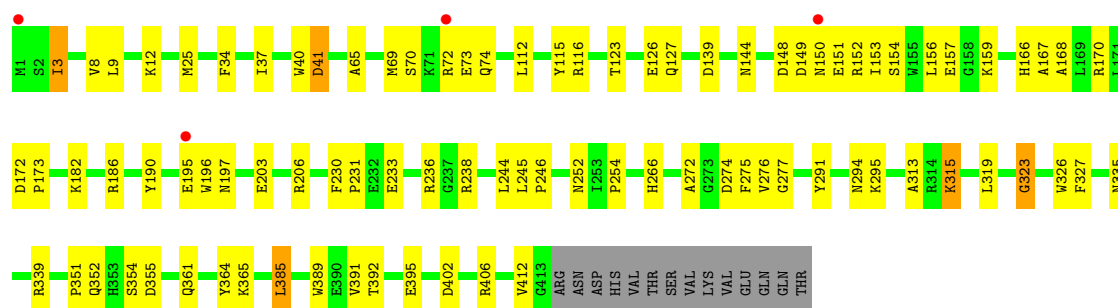 M1 S2 I3 V8 L9 K12 M25 F34 I37 W40 D41 A65 M69 S70 K71 R72 E73 Q74 L112 Y115 R116 T123 E126 Q127 D139 N144 D148 D149 N150 E151 R152 I153 S154 W155 L156 E157 G158 K159 H166 A167 A168 L169 R170 L171
D172 P173 K182 R186 Y190 E195 W196 N197 E203 R206 F230 P231 E232 E233 R236 G237 R238 L244 L245 P246 N252 I253 P254 H266 A272 G273 D274 F275 V276 G277 Y291 N294 K295 A313 R314 K315 L319 G323 W326 F327 N335
R339 P351 Q352 H353 S354 D355 Q361 Y364 K365 L385 W389 E390 V391 T392 E395 D402 R406 V412 G413 ARG ASN ASP HIS VAL THR SER VAL LYS VAL GLU GLN GLN THR